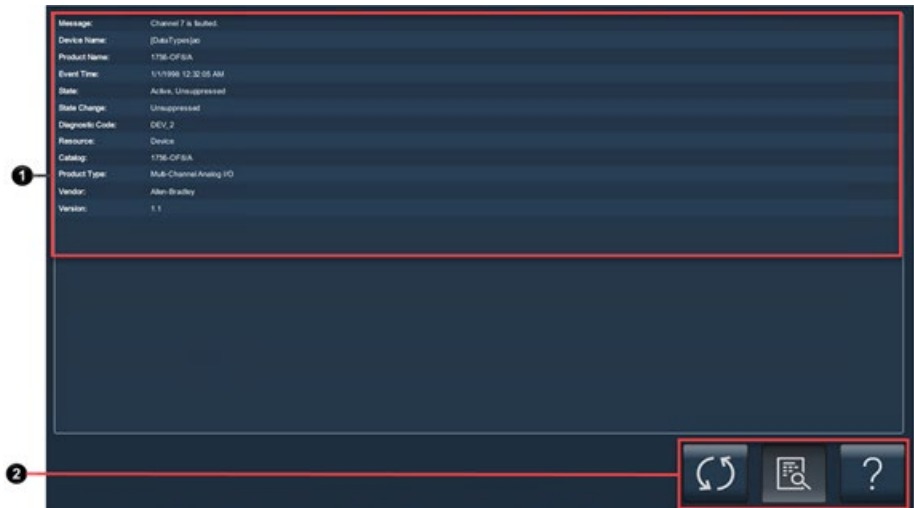 Message: Channel 7 is faulted.
Device Name: [DataTypes]ao
Product Name: 1756-OF8/A
Event Time: 1/1/1998 12:32:05 AM
State: Active, Unsuppressed
State Change: Unsuppressed
Diagnostic Code: DEV_2
Resource: Device
Catalog: 1756-OF8/A
Product Type: Multi-Channel Analog I/O
Vendor: Allen-Bradley
Version: 1.1
1
2
?